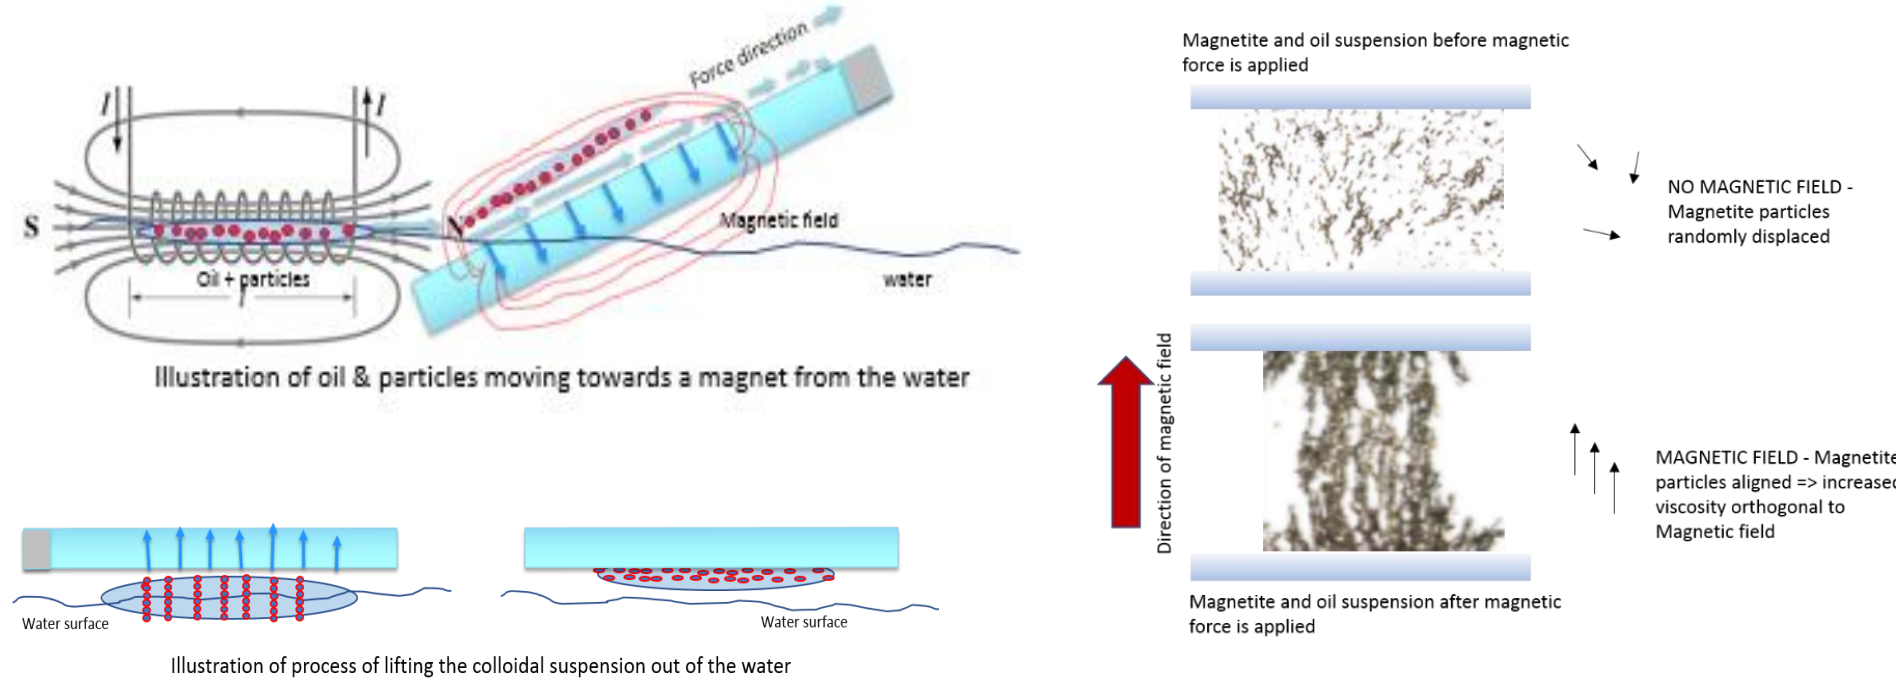 I
I
S
N
Oil + particles
l
Force direction
Magnetic field
water
Illustration of oil & particles moving towards a magnet from the water
Water surface
Water surface
Illustration of process of lifting the colloidal suspension out of the water
Magnetite and oil suspension before magnetic
force is applied
NO MAGNETIC FIELD -
Magnetite particles
randomly displaced
Direction of magnetic field
MAGNETIC FIELD - Magnetite
particles aligned => increased
viscosity orthogonal to
Magnetic field
Magnetite and oil suspension after magnetic
force is applied